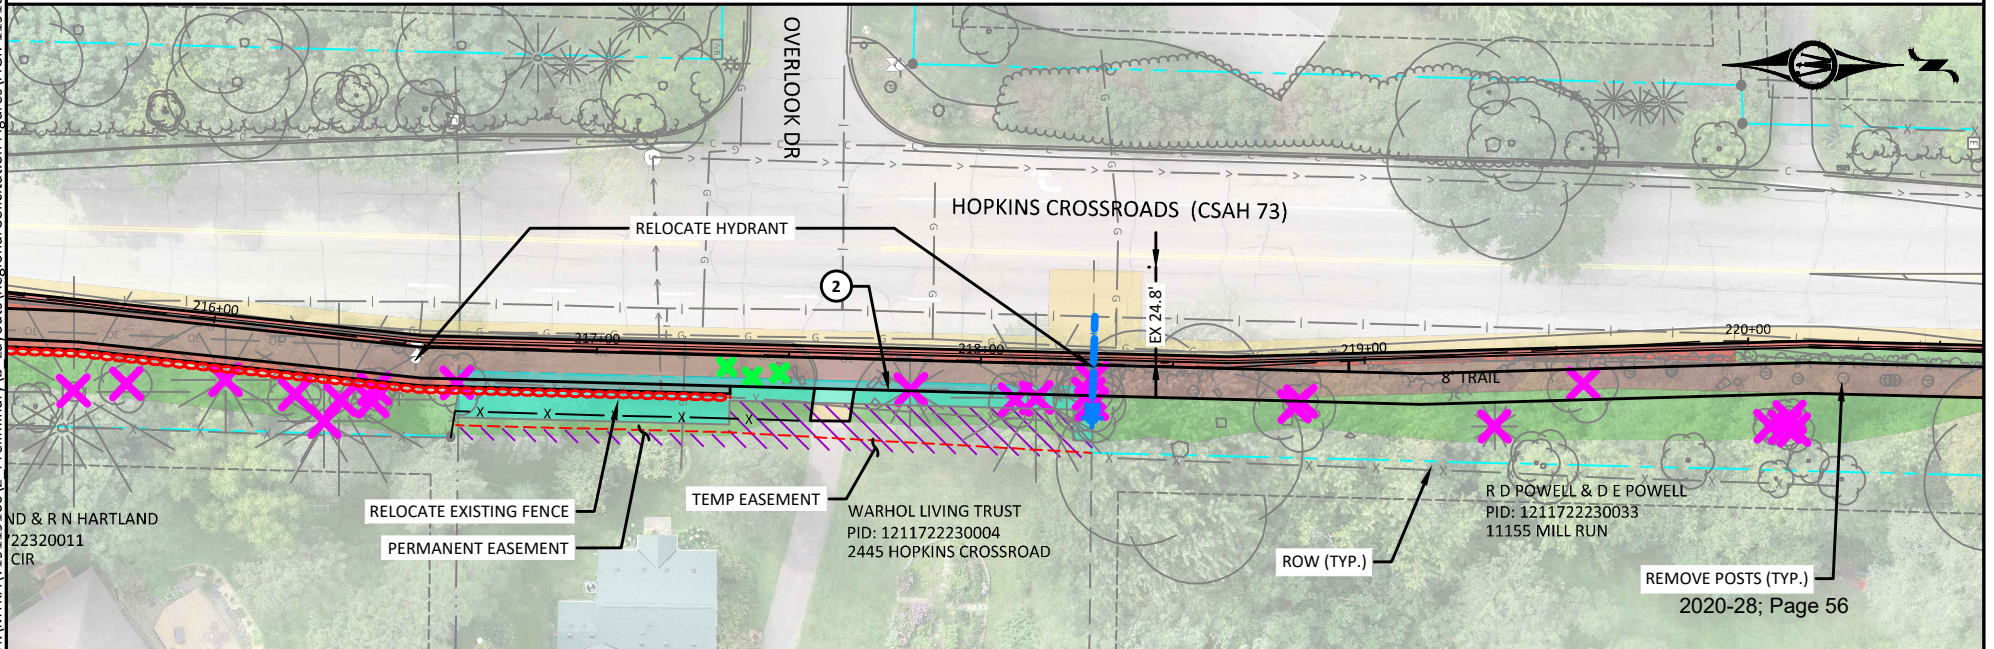 OVERLOOK DR
HOPKINS CROSSROADS (CSAH 73)
RELOCATE HYDRANT
2
EX 24.8'
216+00
217+00
218+00
219+00
220+00
8' TRAIL
RELOCATE EXISTING FENCE
PERMANENT EASEMENT
TEMP EASEMENT
WARHOL LIVING TRUST
PID: 1211722230004
2445 HOPKINS CROSSROAD
ND & R N HARTLAND
722320011
CIR
ROW (TYP.)
R D POWELL & D E POWELL
PID: 1211722230033
11155 MILL RUN
REMOVE POSTS (TYP.)
2020-28; Page 56